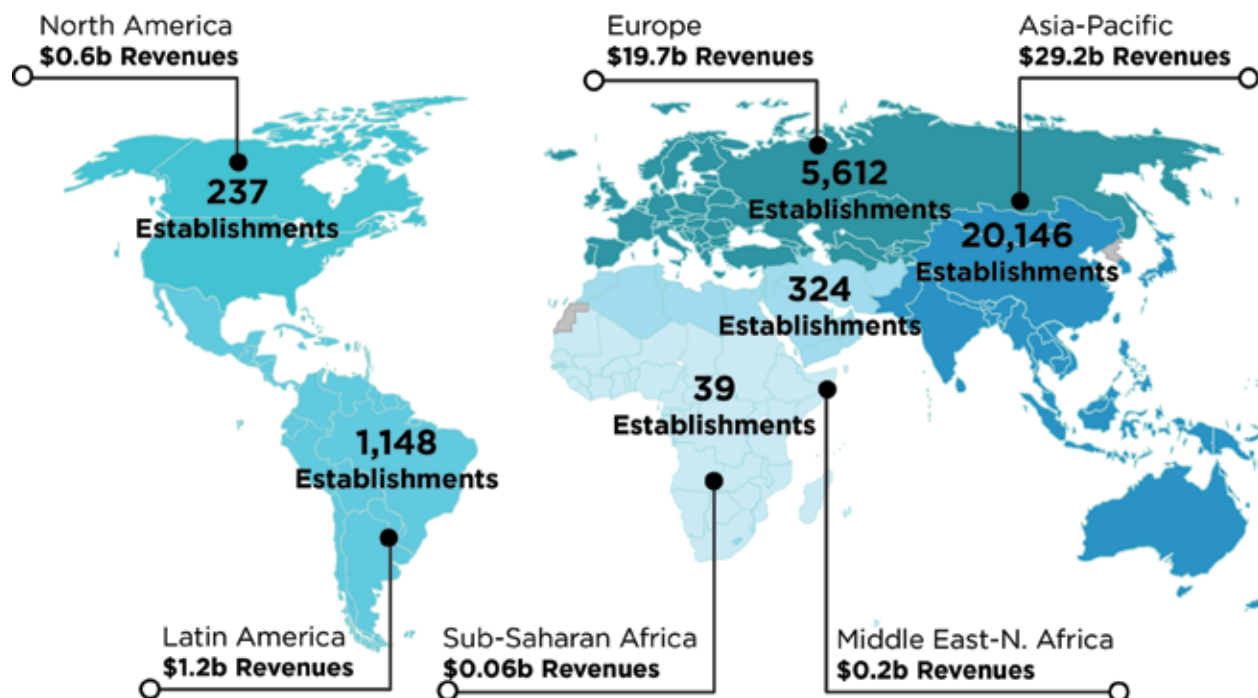 North America
$0.6b Revenues
Europe
$19.7b Revenues
Asia-Pacific
$29.2b Revenues
237
Establishments
5,612
Establishments
20,146
Establishments
324
Establishments
39
Establishments
1,148
Establishments
Latin America
$1.2b Revenues
Sub-Saharan Africa
$0.06b Revenues
Middle East-N. Africa
$0.2b Revenues